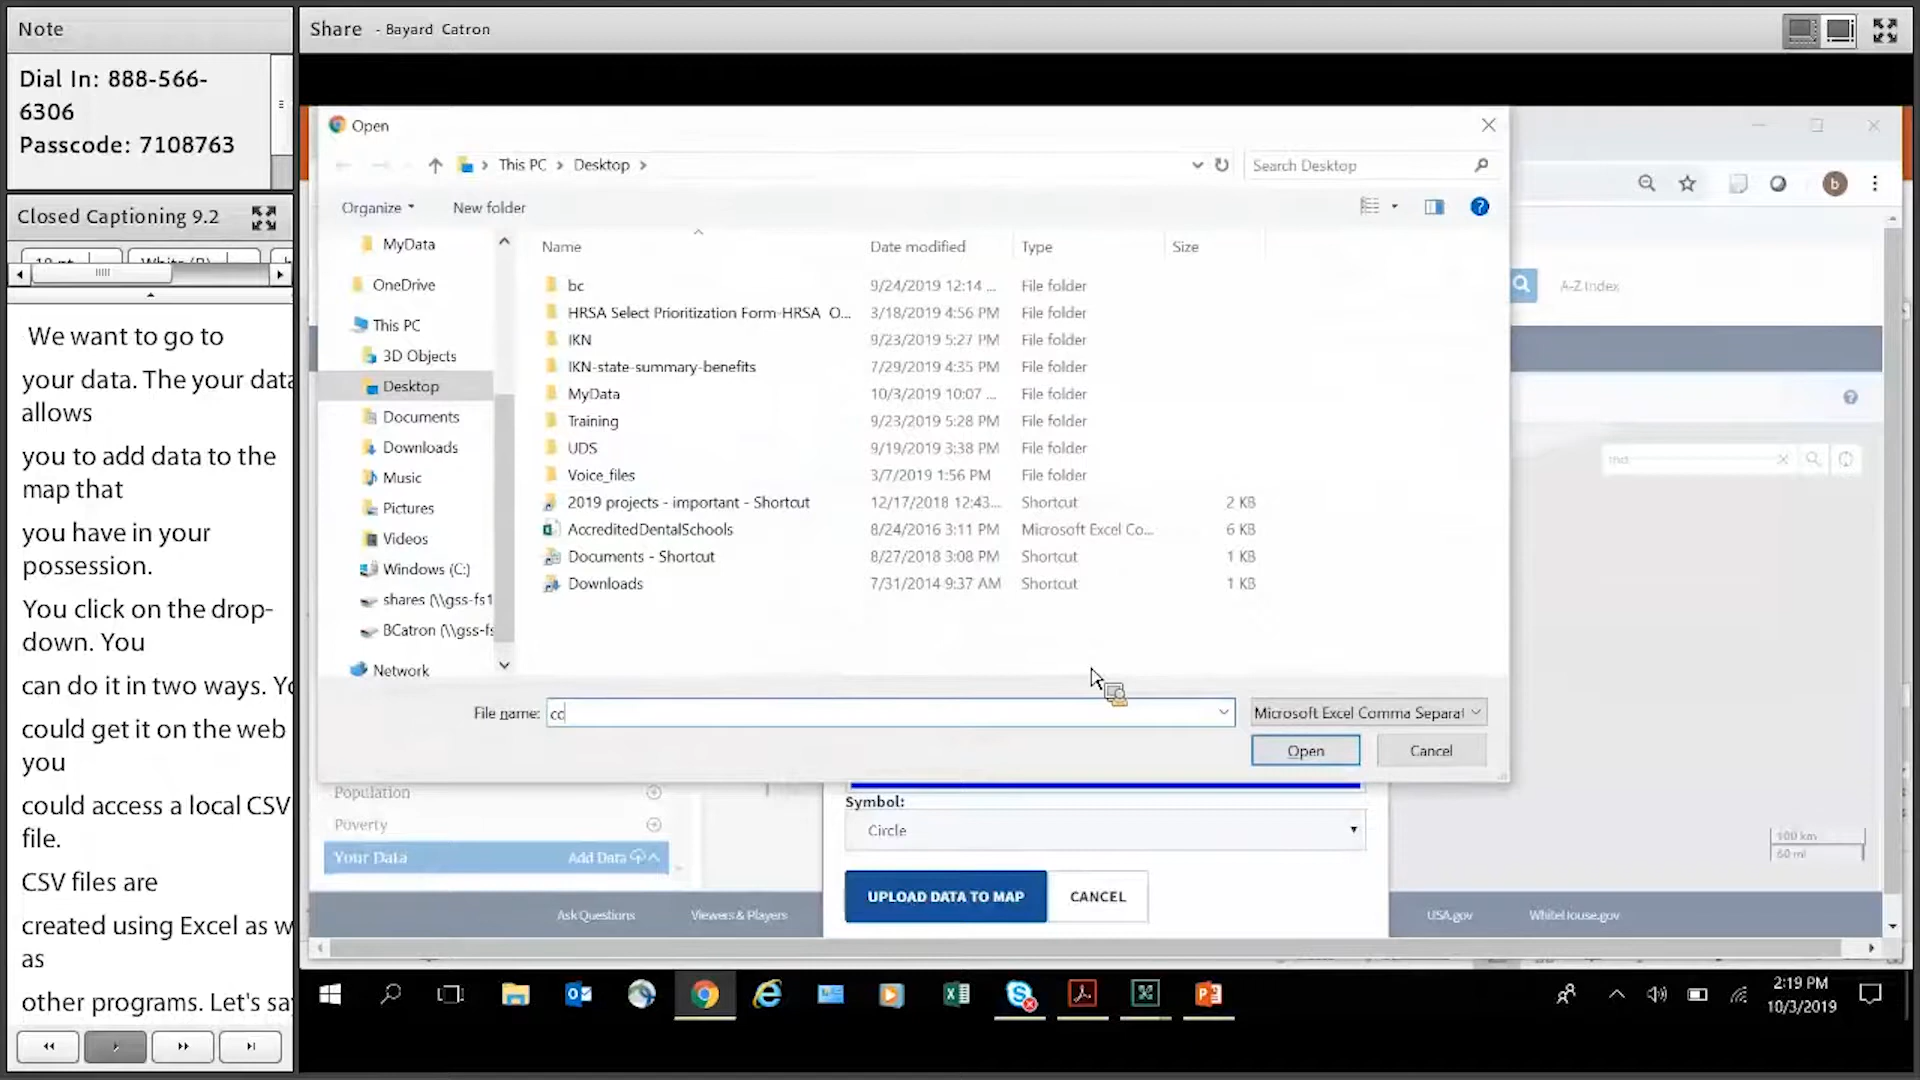 Note
Dial In: 888-566-
6306
Passcode: 7108763
Closed Captioning 9.2
We want to go to
your data. The your data
allows
you to add data to the
map that
you have in your
possession.
You click on the drop-
down. You
can do it in two ways. Yo
could get it on the web
you
could access a local CSV
file.
CSV files are
created using Excel as w
as
other programs. Let's sa
Share - Bayard Catron
Open
This PC > Desktop >
Search Desktop
Organize
New folder
MyData
OneDrive
This PC
3D Objects
Desktop
Documents
Downloads
Music
Pictures
Videos
Windows (C:)
shares (\\gss-fs1
BCatron (\\gss-fs
Network
Name Date modified Type Size
bc 9/24/2019 12:14 ... File folder
HRSA Select Prioritization Form-HRSA O... 3/18/2019 4:56 PM File folder
IKN 9/23/2019 5:27 PM File folder
IKN-state-summary-benefits 7/29/2019 4:35 PM File folder
MyData 10/3/2019 10:07 ... File folder
Training 9/23/2019 5:28 PM File folder
UDS 9/19/2019 3:38 PM File folder
Voice_files 3/7/2019 1:56 PM File folder
2019 projects - important - Shortcut 12/17/2018 12:43... Shortcut 2 KB
AccreditedDentalSchools 8/24/2016 3:11 PM Microsoft Excel Co... 6 KB
Documents - Shortcut 8/27/2018 3:08 PM Shortcut 1 KB
Downloads 7/31/2014 9:37 AM Shortcut 1 KB
File name: cc
Microsoft Excel Comma Separat
Open
Cancel
b
A-Z Index
Population
Poverty
Your Data Add Data
Symbol:
Circle
UPLOAD DATA TO MAP
CANCEL
100 km
60 mi
Ask Questions
Viewers & Players
USA.gov
WhiteHouse.gov
2:19 PM
10/3/2019